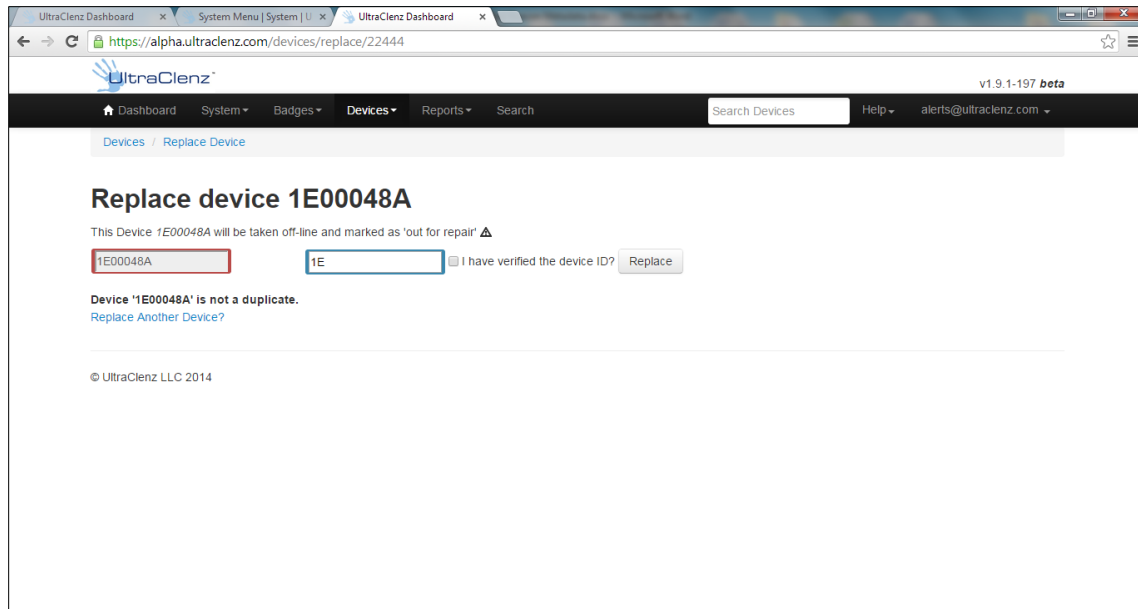 UltraClenz Dashboard
System Menu | System | U
UltraClenz Dashboard
https://alpha.ultraclenz.com/devices/replace/22444
UltraClenz
v1.9.1-197 beta
Dashboard System Badges Devices Reports Search Search Devices Help alerts@ultraclenz.com
Devices / Replace Device
Replace device 1E00048A
This Device 1E00048A will be taken off-line and marked as 'out for repair'
1E00048A 1E I have verified the device ID? Replace
Device '1E00048A' is not a duplicate.
Replace Another Device?
© UltraClenz LLC 2014